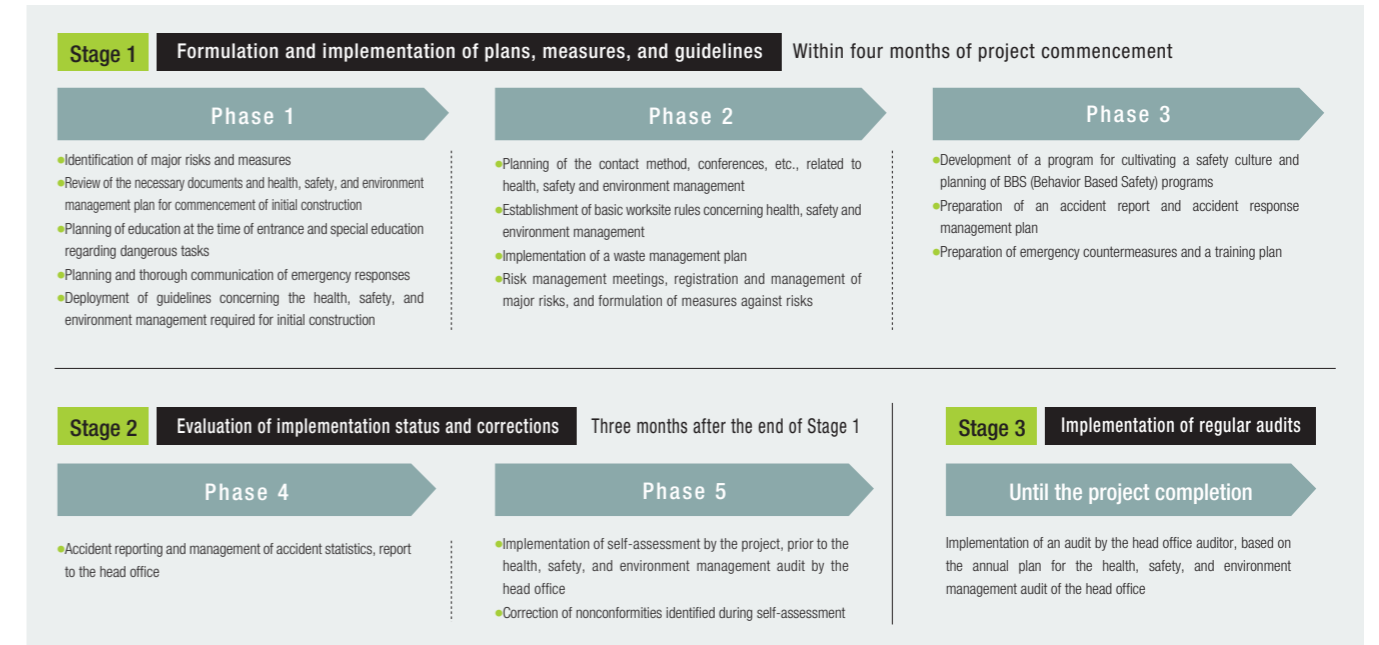 Stage 1 Formulation and implementation of plans, measures, and guidelines Within four months of project commencement
Phase 1
•Identification of major risks and measures
•Review of the necessary documents and health, safety, and environment
management plan for commencement of initial construction
•Planning of education at the time of entrance and special education
regarding dangerous tasks
•Planning and thorough communication of emergency responses
•Deployment of guidelines concerning the health, safety, and
environment management required for initial construction
Phase 2
•Planning of the contact method, conferences, etc., related to
health, safety and environment management
•Establishment of basic worksite rules concerning health, safety and
environment management
•Implementation of a waste management plan
•Risk management meetings, registration and management of
major risks, and formulation of measures against risks
Phase 3
•Development of a program for cultivating a safety culture and
planning of BBS (Behavior Based Safety) programs
•Preparation of an accident report and accident response
management plan
•Preparation of emergency countermeasures and a training plan
Stage 2 Evaluation of implementation status and corrections Three months after the end of Stage 1
Phase 4
•Accident reporting and management of accident statistics, report
to the head office
Phase 5
•Implementation of self-assessment by the project, prior to the
health, safety, and environment management audit by the
head office
•Correction of nonconformities identified during self-assessment
Stage 3 Implementation of regular audits
Until the project completion
Implementation of an audit by the head office auditor, based on
the annual plan for the health, safety, and environment
management audit of the head office